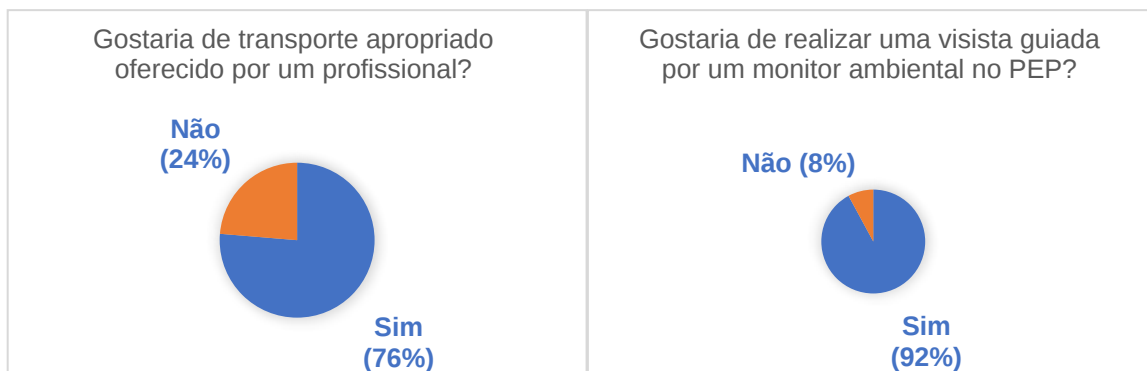 Gostaria de transporte apropriado
oferecido por um profissional?
Não
(24%)
Sim
(76%)
Gostaria de realizar uma visista guiada
por um monitor ambiental no PEP?
Não (8%)
Sim
(92%)